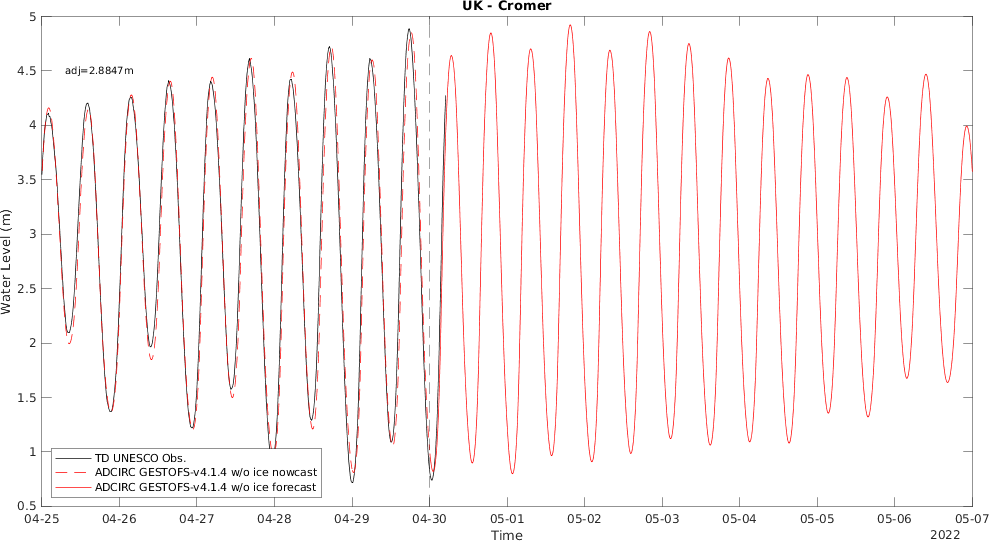 UK - Cromer
adj=2.8847m
Water Level (m)
5
4.5
4
3.5
3
2.5
2
1.5
1
0.5
TD UNESCO Obs.
ADCIRC GESTOFS-v4.1.4 w/o ice nowcast
ADCIRC GESTOFS-v4.1.4 w/o ice forecast
04-25 04-26 04-27 04-28 04-29 04-30 05-01 05-02 05-03 05-04 05-05 05-06 05-07
Time
2022